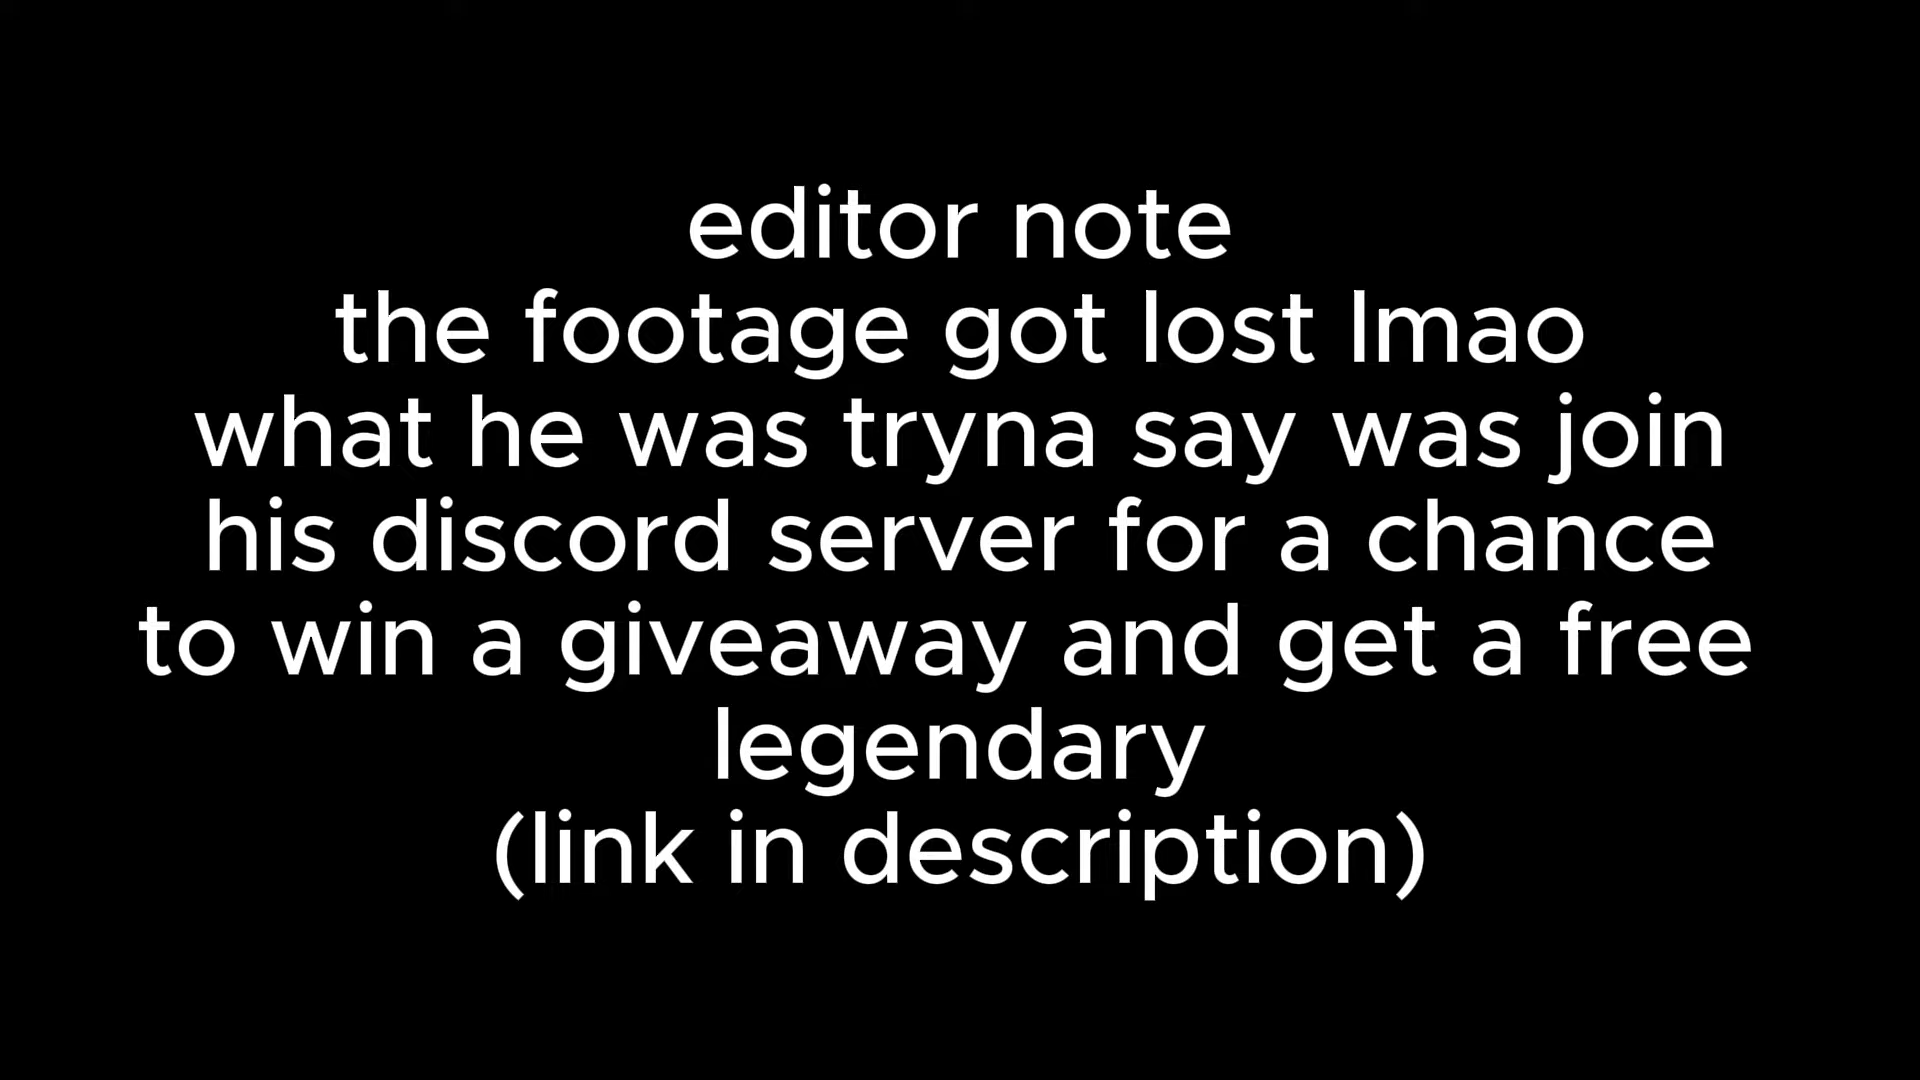 editor note
the footage got lost lmao
what he was tryna say was join
his discord server for a chance
to win a giveaway and get a free
legendary
(link in description)